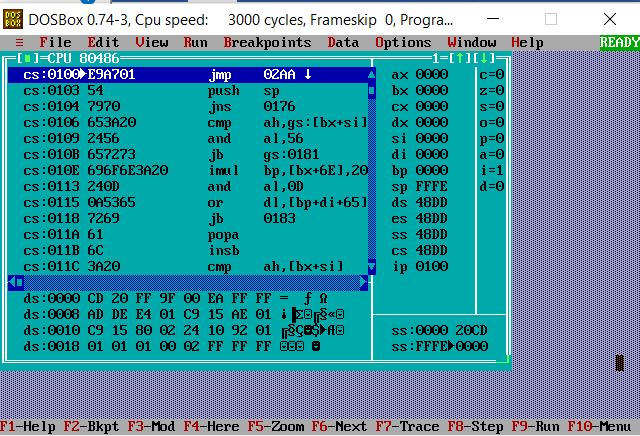 DOSBox 0.74-3, Cpu speed: 3000 cycles, Frameskip 0, Progra...
≡ File Edit View Run Breakpoints Data Options Window Help READY
[■]=CPU 80486 1=[↑][↓]
cs:0100►E9A701 jmp 02AA ↓ ax 0000 c=0
cs:0103 54 push sp bx 0000 z=0
cs:0104 7970 jns 0176 cx 0000 s=0
cs:0106 653A20 cmp ah,gs:[bx+si] dx 0000 o=0
cs:0109 2456 and al,56 si 0000 p=0
cs:010B 657273 jb gs:0181 di 0000 a=0
cs:010E 696F6E3A20 imul bp,[bx+6E],20 bp 0000 i=1
cs:0113 240D and al,0D sp FFFE d=0
cs:0115 0A5365 or dl,[bp+di+65] ds 48DD
cs:0118 7269 jb 0183 es 48DD
cs:011A 61 popa ss 48DD
cs:011B 6C insb cs 48DD
cs:011C 3A20 cmp ah,[bx+si] ip 0100
ds:0000 CD 20 FF 9F 00 EA FF FF = ƒ Ω
ds:0008 AD DE E4 01 C9 15 AE 01 ¡▐Σ☺╔§«☺
ds:0010 C9 15 80 02 24 10 92 01 ╔§Ç☻$►Æ☺ ss:0000 20CD
ds:0018 01 01 01 00 02 FF FF FF ☺☺☺ ☻ ss:FFFE►0000
F1-Help F2-Bkpt F3-Mod F4-Here F5-Zoom F6-Next F7-Trace F8-Step F9-Run F10-Menu